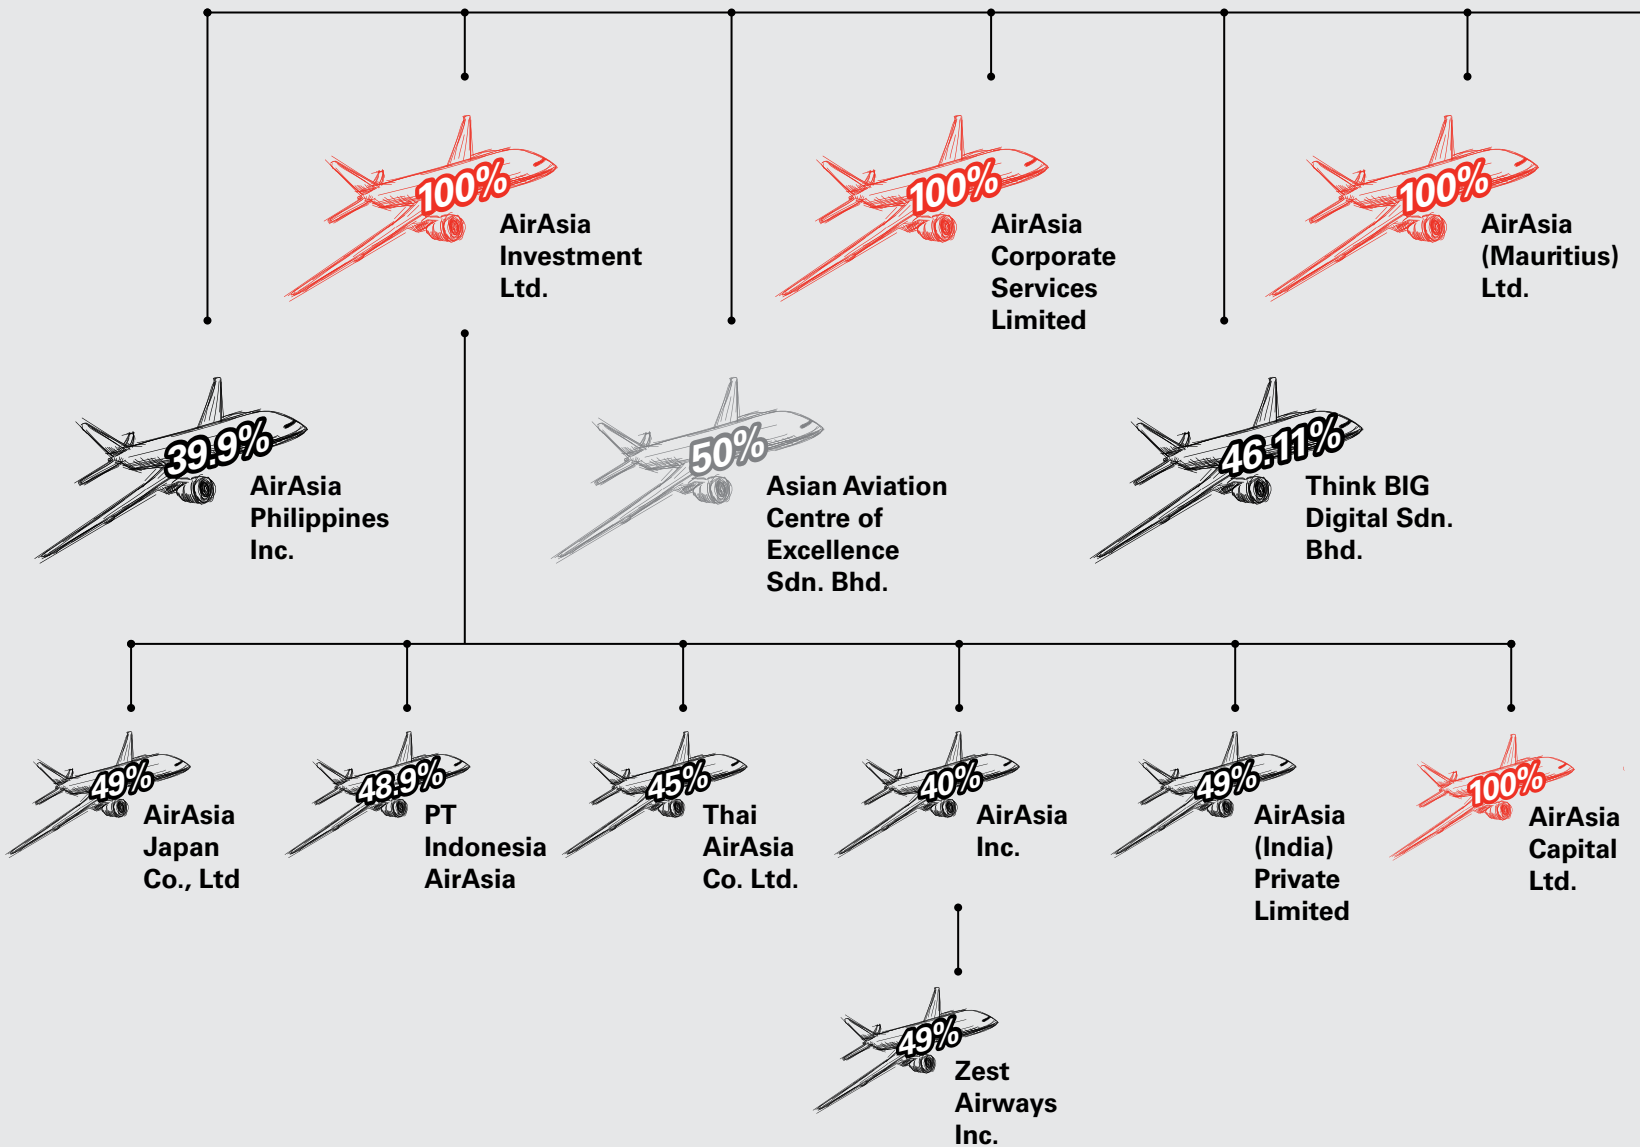 100%
AirAsia
Investment
Ltd.
100%
AirAsia
Corporate
Services
Limited
100%
AirAsia
(Mauritius)
Ltd.
39.9%
AirAsia
Philippines
Inc.
50%
Asian Aviation
Centre of
Excellence
Sdn. Bhd.
46.11%
Think BIG
Digital Sdn.
Bhd.
49%
AirAsia
Japan
Co., Ltd
48.9%
PT
Indonesia
AirAsia
45%
Thai
AirAsia
Co. Ltd.
40%
AirAsia
Inc.
49%
AirAsia
(India)
Private
Limited
100%
AirAsia
Capital
Ltd.
49%
Zest
Airways
Inc.